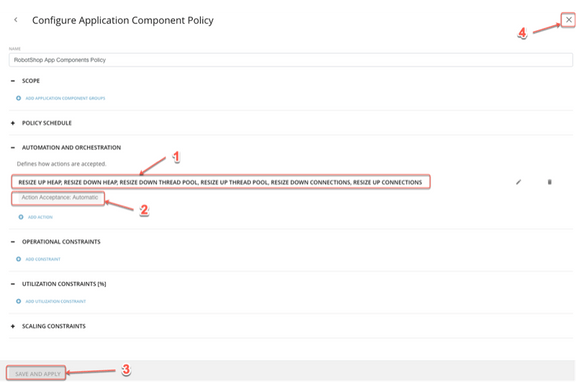 Configure Application Component Policy
4
NAME
RobotShop App Components Policy
SCOPE
ADD APPLICATION COMPONENT GROUPS
POLICY SCHEDULE
AUTOMATION AND ORCHESTRATION
1
Defines how actions are accepted.
RESIZE UP HEAP, RESIZE DOWN HEAP, RESIZE DOWN THREAD POOL, RESIZE UP THREAD POOL, RESIZE DOWN CONNECTIONS, RESIZE UP CONNECTIONS
Action Acceptance: Automatic
2
ADD ACTION
OPERATIONAL CONSTRAINTS
ADD CONSTRAINT
UTILIZATION CONSTRAINTS [%]
ADD UTILIZATION CONSTRAINT
SCALING CONSTRAINTS
SAVE AND APPLY
3